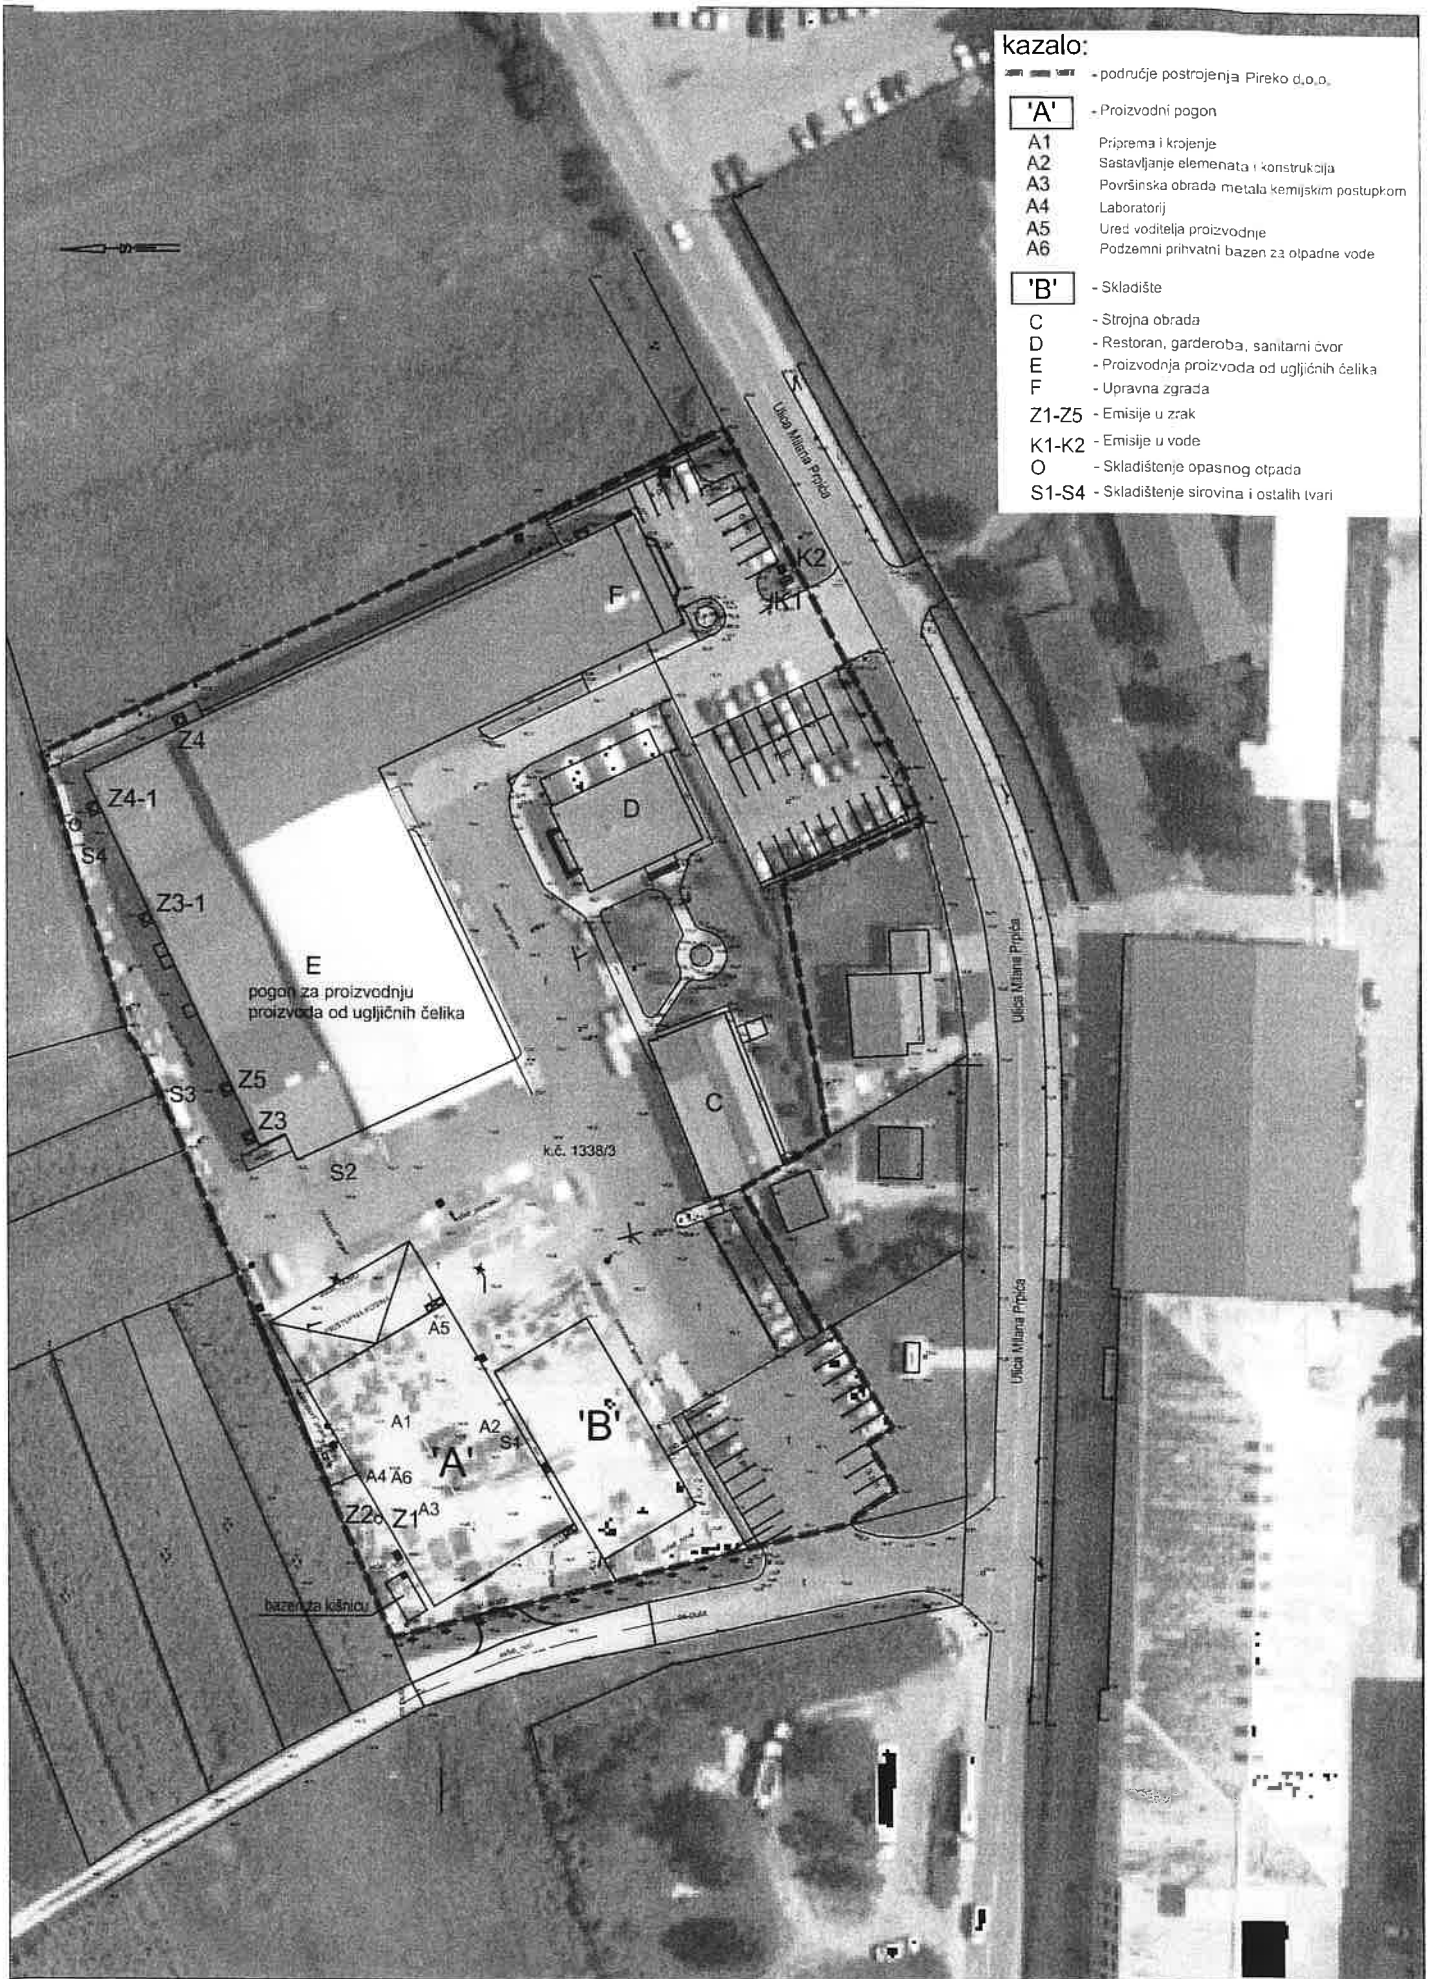 kazalo:
- područje postrojenja Pireko d.o.o.
'A' - Proizvodni pogon
A1 Priprema i krojenje
A2 Sastavljanje elemenata i konstrukcija
A3 Površinska obrada metala kemijskim postupkom
A4 Laboratorij
A5 Ured voditelja proizvodnje
A6 Podzemni prihvatni bazen za otpadne vode
'B' - Skladište
C - Strojna obrada
D - Restoran, garderoba, sanitarni čvor
E - Proizvodnja proizvoda od ugljičnih čelika
F - Upravna zgrada
Z1-Z5 - Emisije u zrak
K1-K2 - Emisije u vode
O - Skladištenje opasnog otpada
S1-S4 - Skladištenje sirovina i ostalih tvari
S
Ulica Milana Prpića
K2
F
K1
Z4
Z4-1
O
D
S4
Z3-1
E
pogon za proizvodnju
proizvoda od ugljičnih čelika
Ulica Milana Prpića
Z5
S3
C
Z3
k.č. 1338/3
S2
A5
Ulica Milana Prpića
A1
A2
'B'
S1
'A'
A4
A6
Z2
Z1
A3
bazen za kišnicu